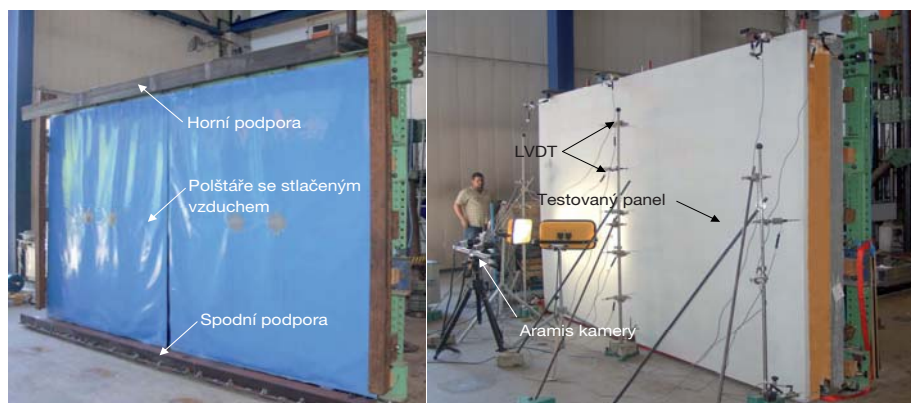 Horní podpora
Polštáře se stlačeným
vzduchem
Spodní podpora
LVDT
Testovaný panel
Aramis kamery